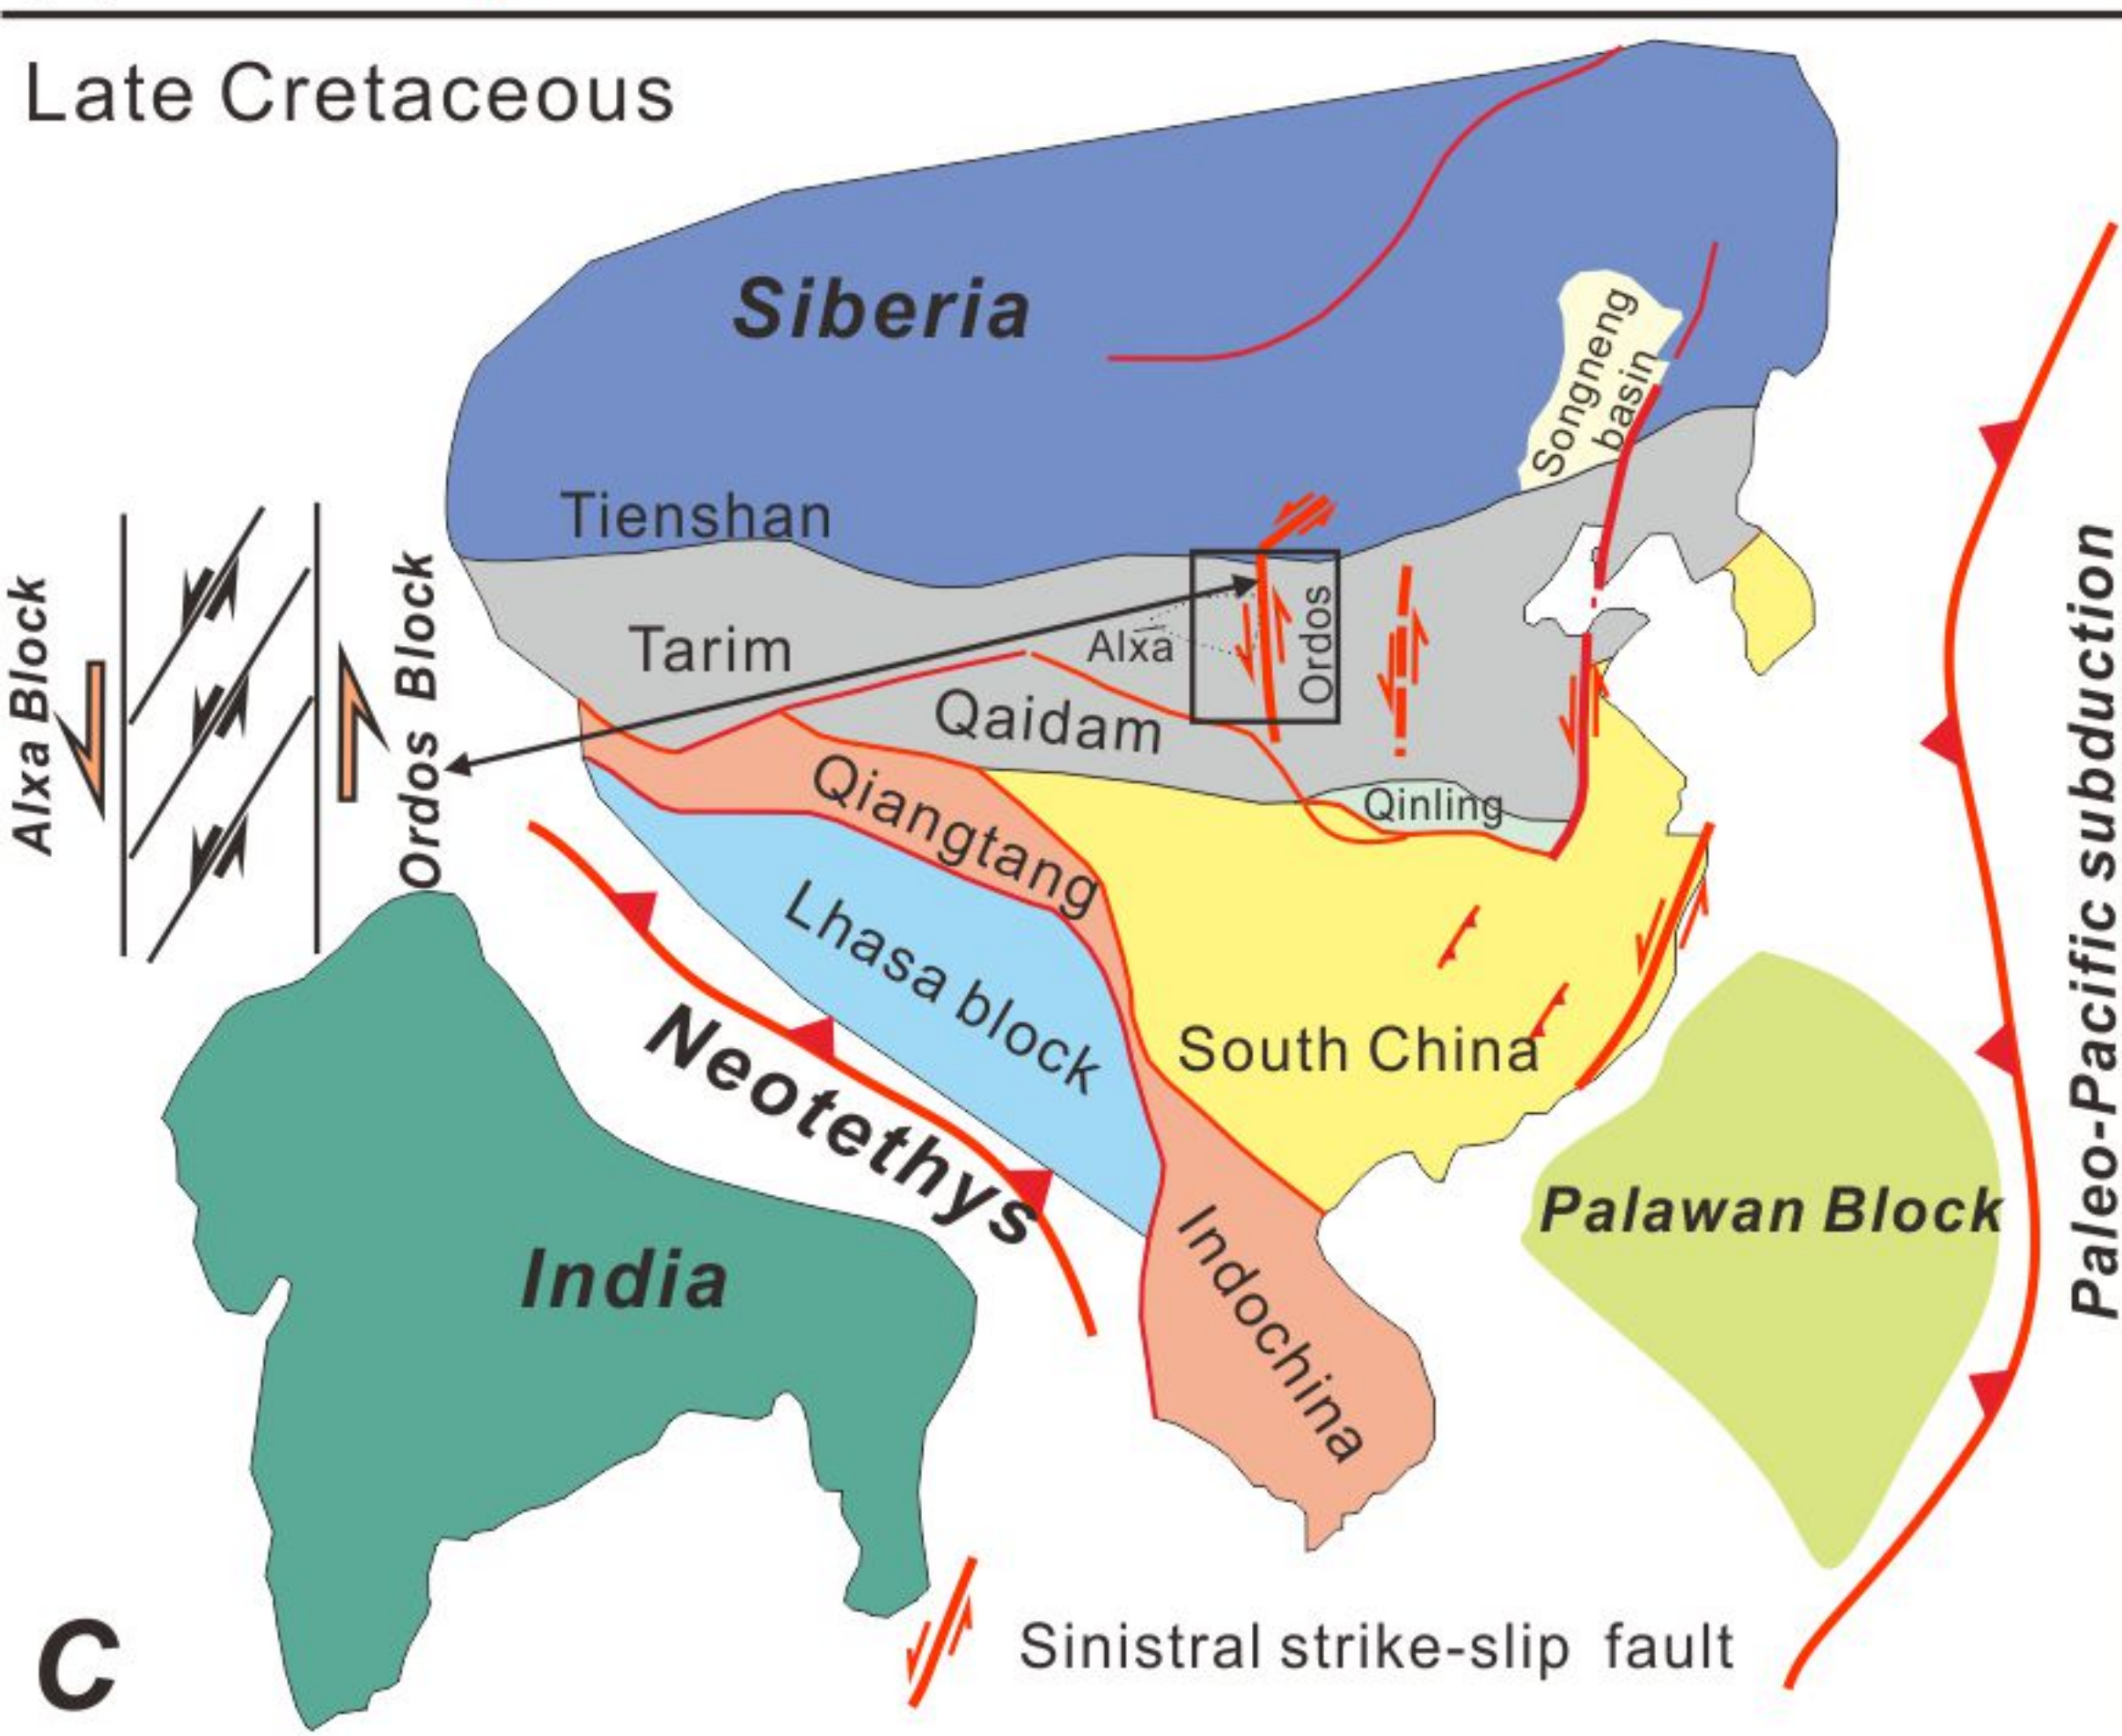 Late Cretaceous
Siberia
Songneng
basin
Tienshan
Alxa Block
Ordos Block
Tarim
Alxa
Ordos
Qaidam
Qiangtang
Qinling
Lhasa block
Neotethys
South China
Paleo-Pacific subduction
Palawan Block
India
Indochina
C
Sinistral strike-slip fault